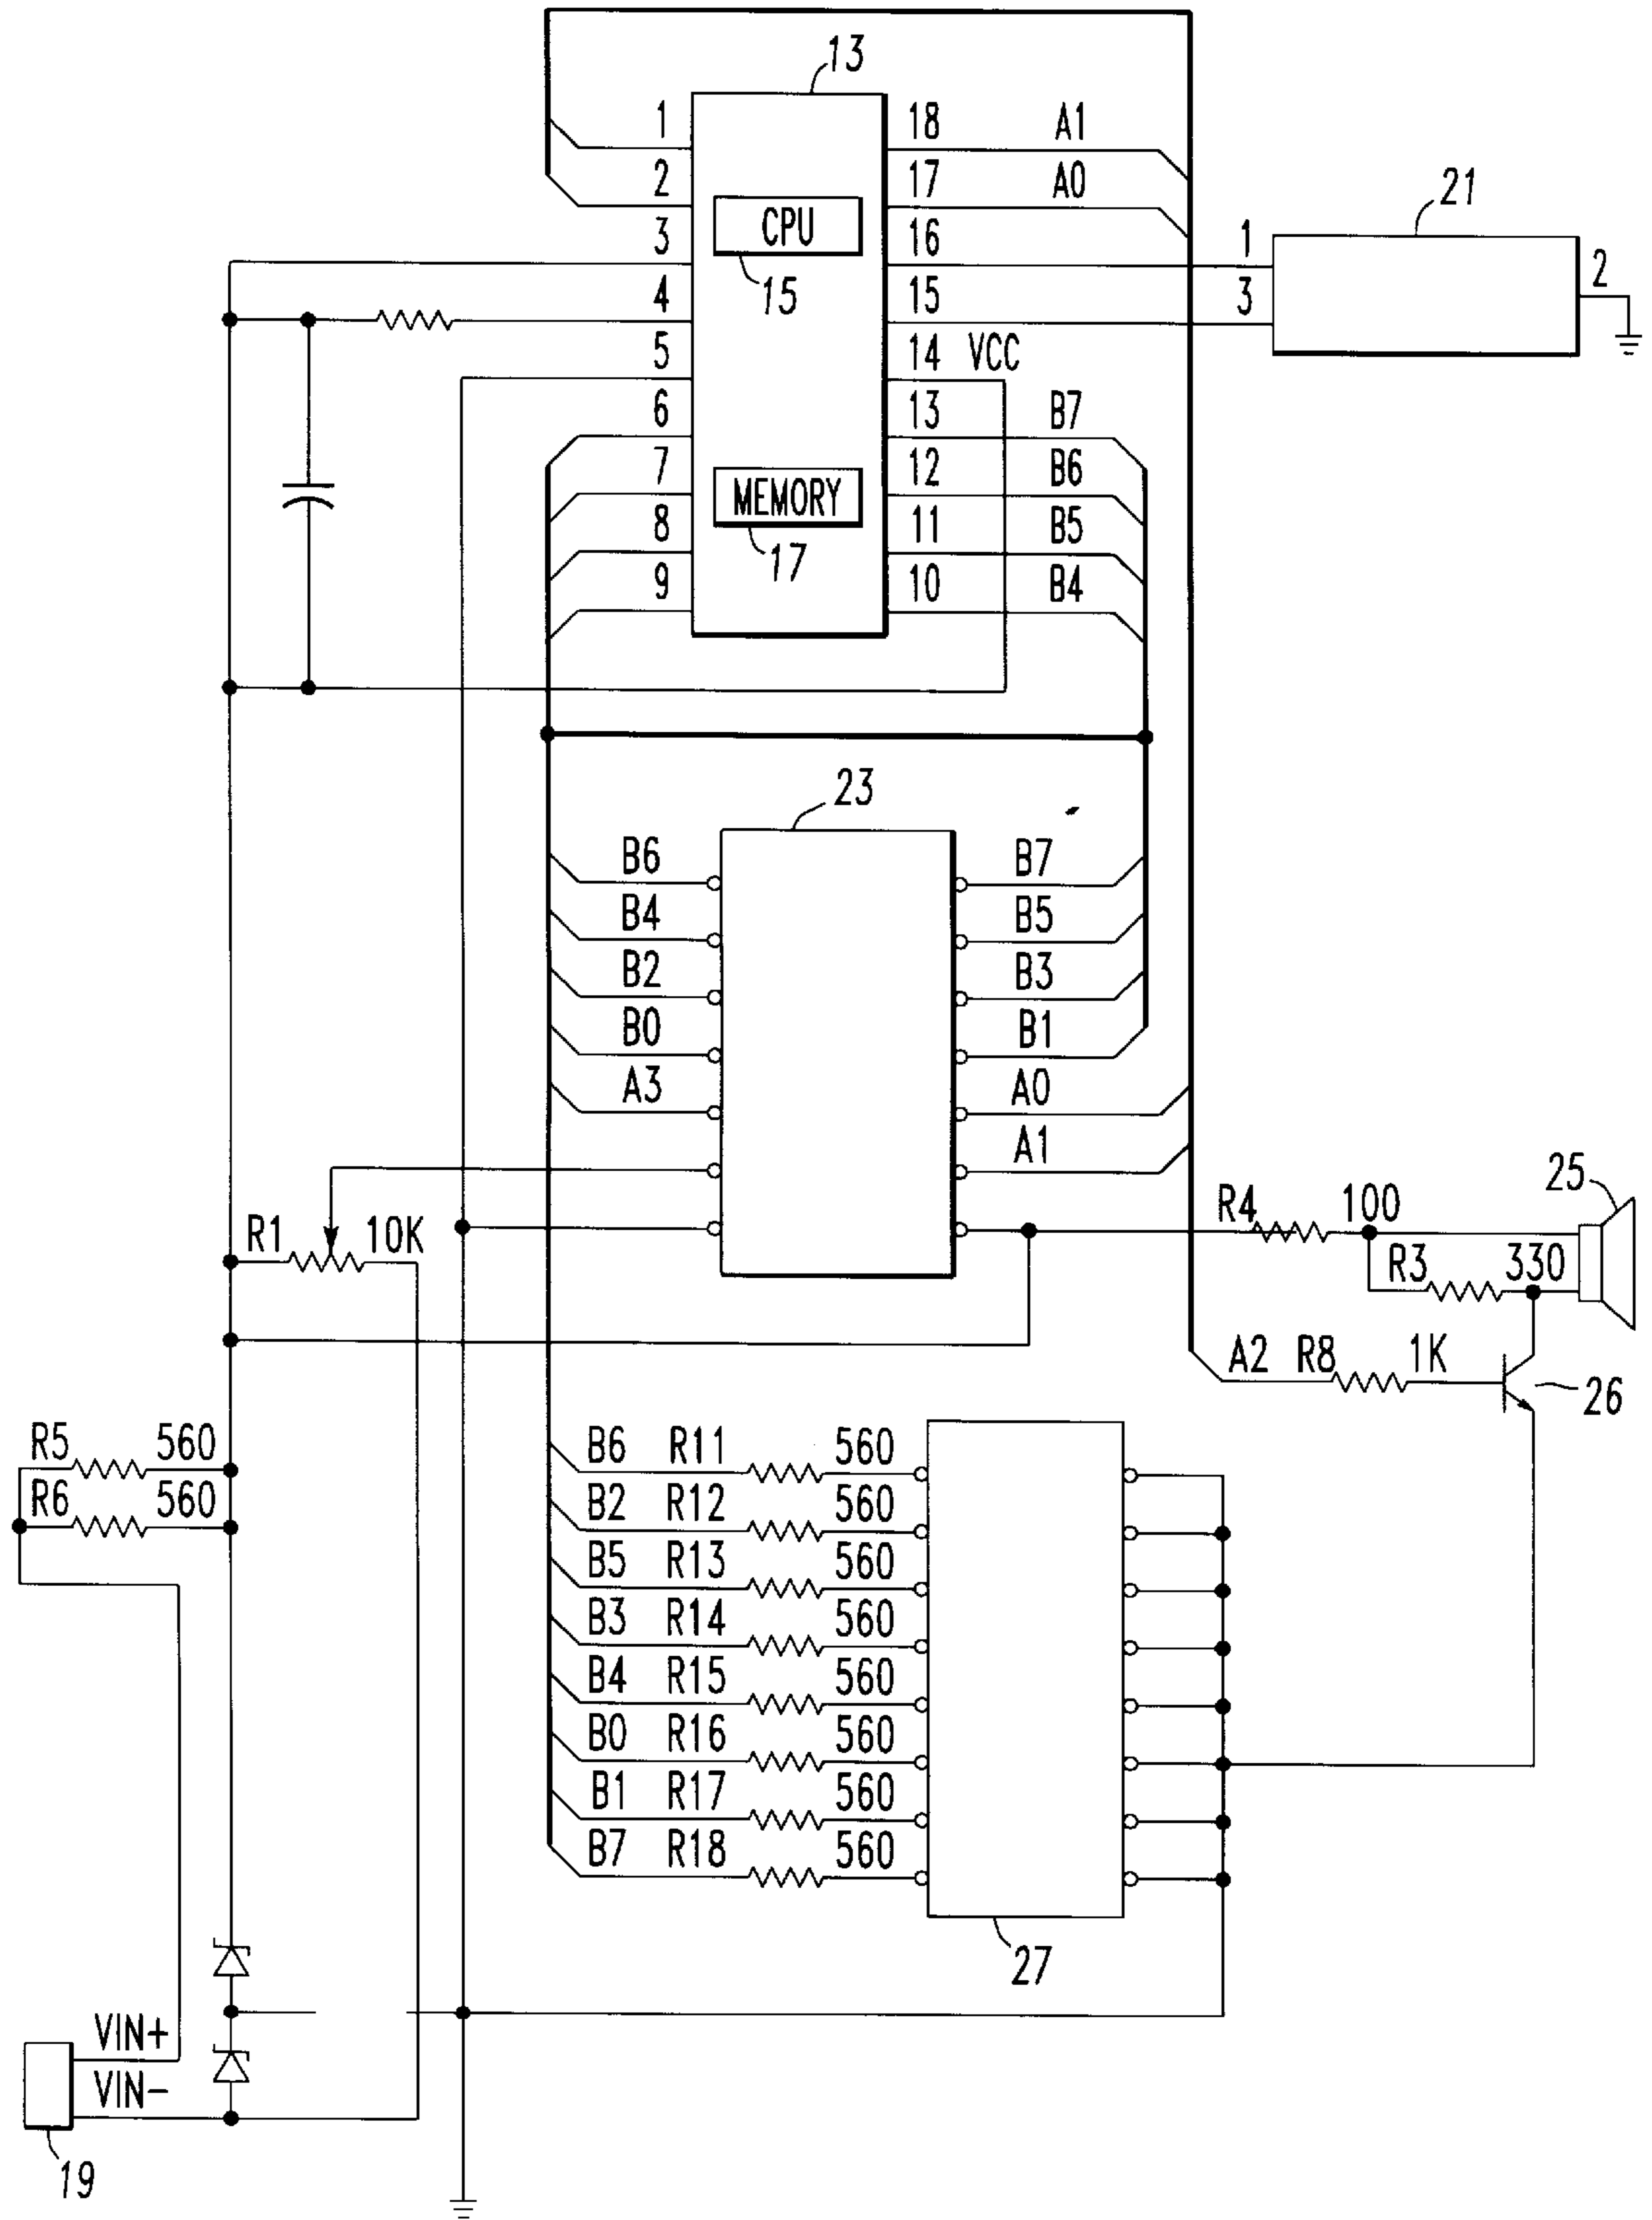 13
1 18 A1
2 17 A0
21
CPU
3 16 1
2
15
4 15 3
5 14 VCC
6 13 B7
7 12 B6
MEMORY
8 11 B5
17
9 10 B4
23
B6 B7
B4 B5
B2 B3
B0 B1
A3 A0
A1
25
R4 100
R1 10K
R3 330
A2 R8 1K
26
R5 560
B6 R11 560
R6 560
B2 R12 560
B5 R13 560
B3 R14 560
B4 R15 560
B0 R16 560
B1 R17 560
B7 R18 560
27
VIN+
VIN-
19